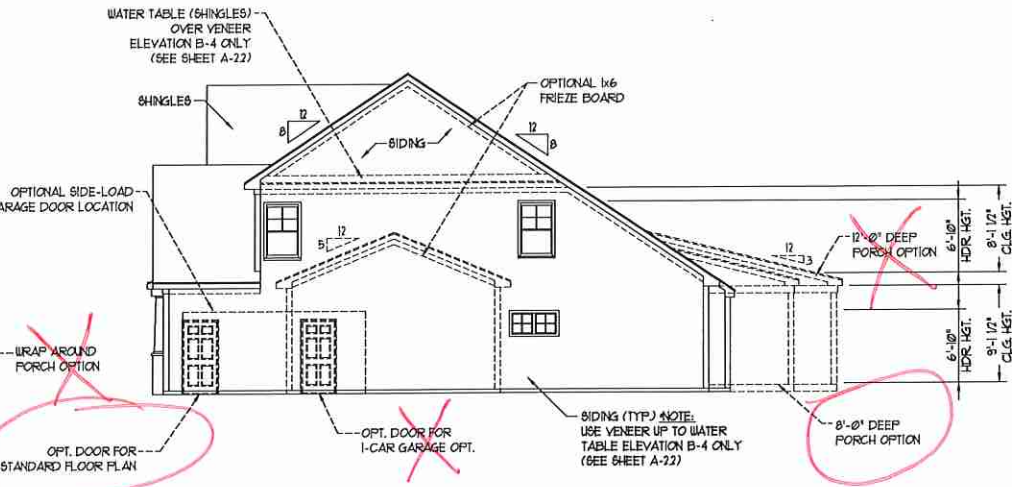 WATER TABLE (SHINGLES)
OVER VENEER
ELEVATION B-4 ONLY
(SEE SHEET A-2.2)
OPTIONAL 1x6
FRIEZE BOARD
SHINGLES
12
8
SIDING
12
8
OPTIONAL SIDE-LOAD
ARAGE DOOR LOCATION
5
12
12
3
12'-0" DEEP
PORCH OPTION
6'-10"
HDR. HGT.
8'-1 1/2"
CLG. HGT.
6'-10"
HDR. HGT.
9'-1 1/2"
CLG. HGT.
WRAP AROUND
PORCH OPTION
OPT. DOOR FOR
STANDARD FLOOR PLAN
OPT. DOOR FOR
1-CAR GARAGE OPT.
SIDING (TYP.) NOTE:
USE VENEER UP TO WATER
TABLE ELEVATION B-4 ONLY
(SEE SHEET A-2.2)
8'-0" DEEP
PORCH OPTION